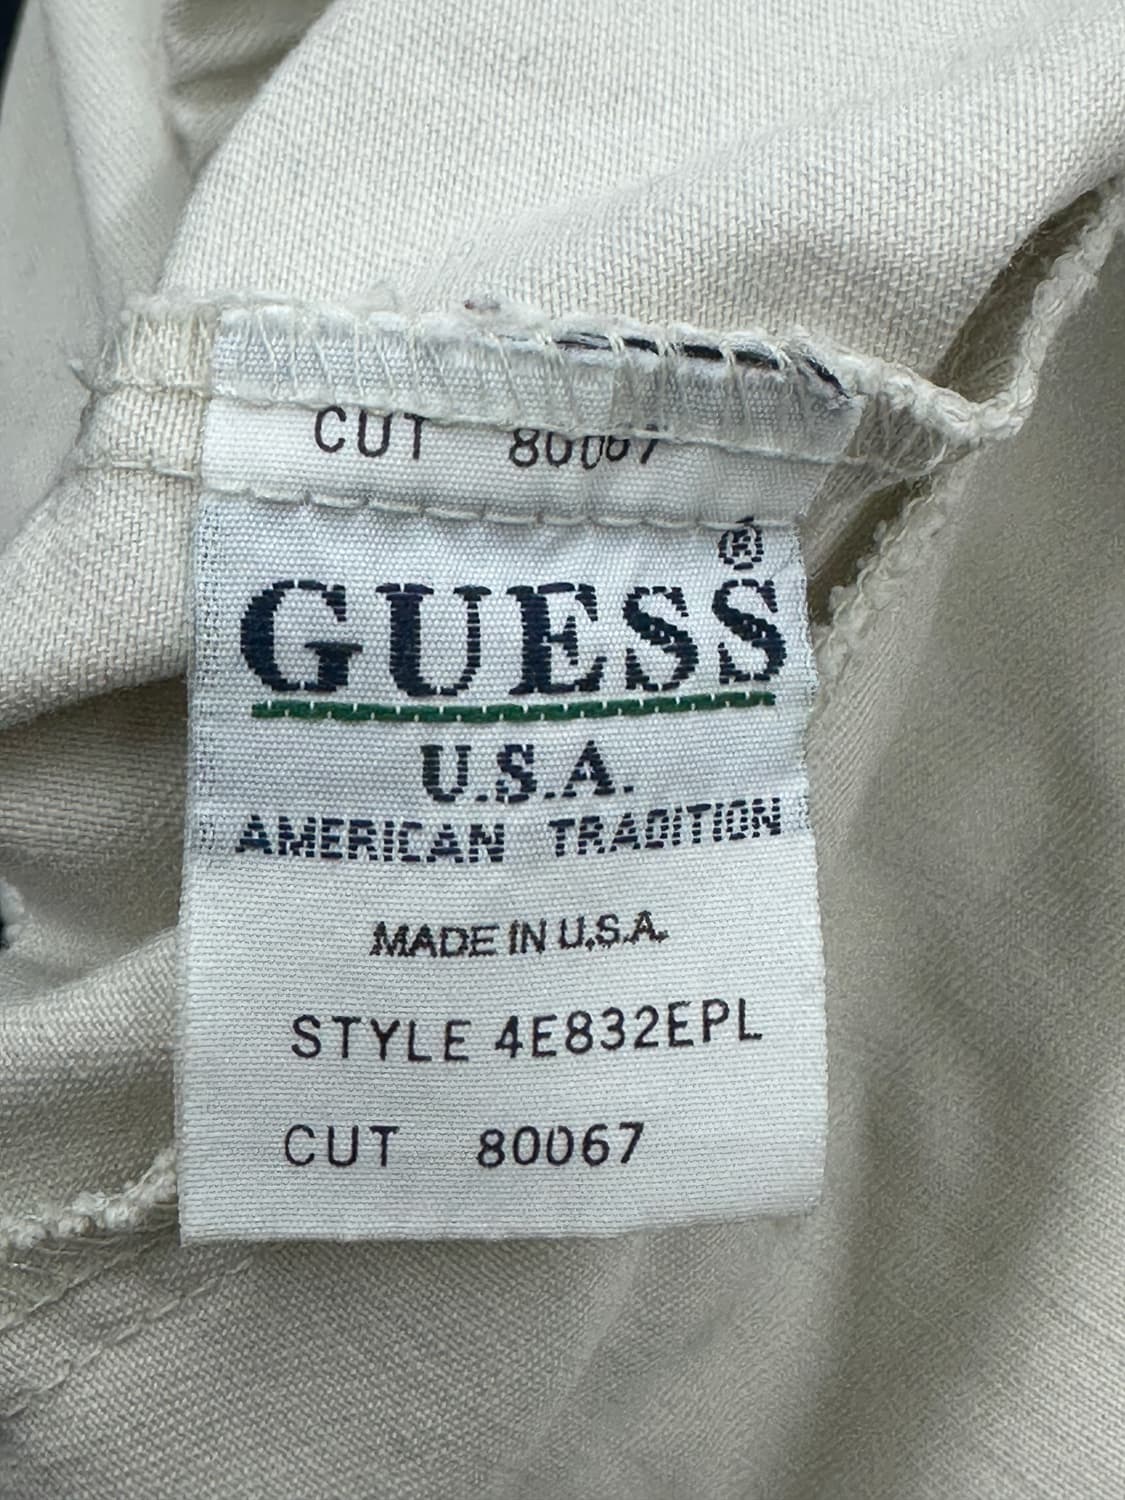 CUT 80067
GUESS®
U.S.A.
AMERICAN TRADITION
MADE IN U.S.A.
STYLE 4E832EPL
CUT 80067